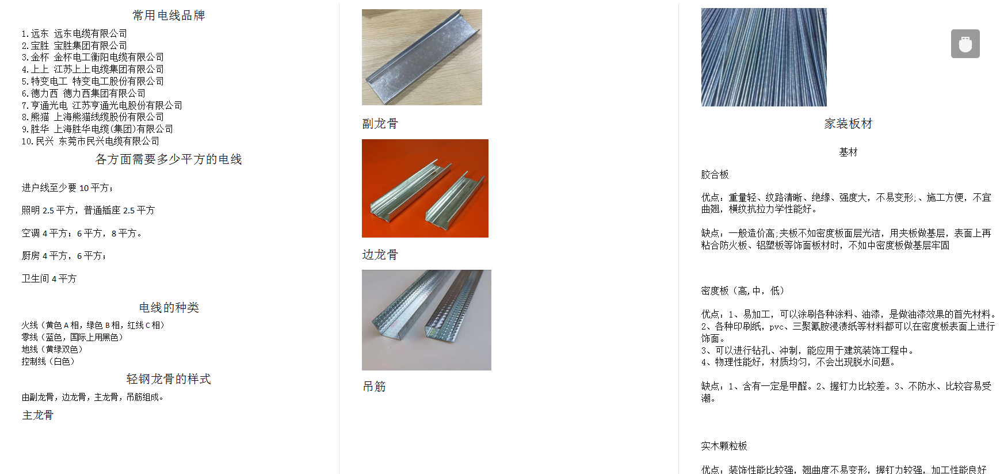 常用电线品牌
1.远东 远东电缆有限公司
2.宝胜 宝胜集团有限公司
3.金杯 金杯电工衡阳电缆有限公司
4.上上 江苏上上电缆集团有限公司
5.特变电工 特变电工股份有限公司
6.德力西 德力西集团有限公司
7.亨通光电 江苏亨通光电股份有限公司
8.熊猫 上海熊猫线缆股份有限公司
9.胜华 上海胜华电缆(集团)有限公司
10.民兴 东莞市民兴电缆有限公司
各方面需要多少平方的电线
进户线至少要 10 平方；
照明 2.5 平方，普通插座 2.5 平方
空调 4 平方；6 平方，8 平方。
厨房 4 平方，6 平方；
卫生间 4 平方
电线的种类
火线（黄色 A 相，绿色 B 相，红线 C 相）
零线（蓝色，国际上用黑色）
地线（黄绿双色）
控制线（白色）
轻钢龙骨的样式
由副龙骨，边龙骨，主龙骨，吊筋组成。
主龙骨
副龙骨
边龙骨
吊筋
家装板材
基材
胶合板
优点：重量轻、纹路清晰、绝缘、强度大，不易变形;、施工方便，不宜
曲翘，横纹抗拉力学性能好。
缺点：一般造价高;夹板不如密度板面层光洁，用夹板做基层，表面上再
粘合防火板、铝塑板等饰面板材时，不如中密度板做基层牢固
密度板（高,中，低）
优点：1、易加工，可以涂刷各种涂料、油漆，是做油漆效果的首先材料。
2、各种印刷纸，pvc、三聚氰胺浸渍纸等材料都可以在密度板表面上进行
饰面。
3、可以进行钻孔、冲制，能应用于建筑装饰工程中。
4、物理性能好，材质均匀，不会出现脱水问题。
缺点：1、含有一定是甲醛。2、握钉力比较差。3、不防水、比较容易受
潮。
实木颗粒板
优点：装饰性能比较强，翘曲度不易变形，握钉力较强，加工性能良好